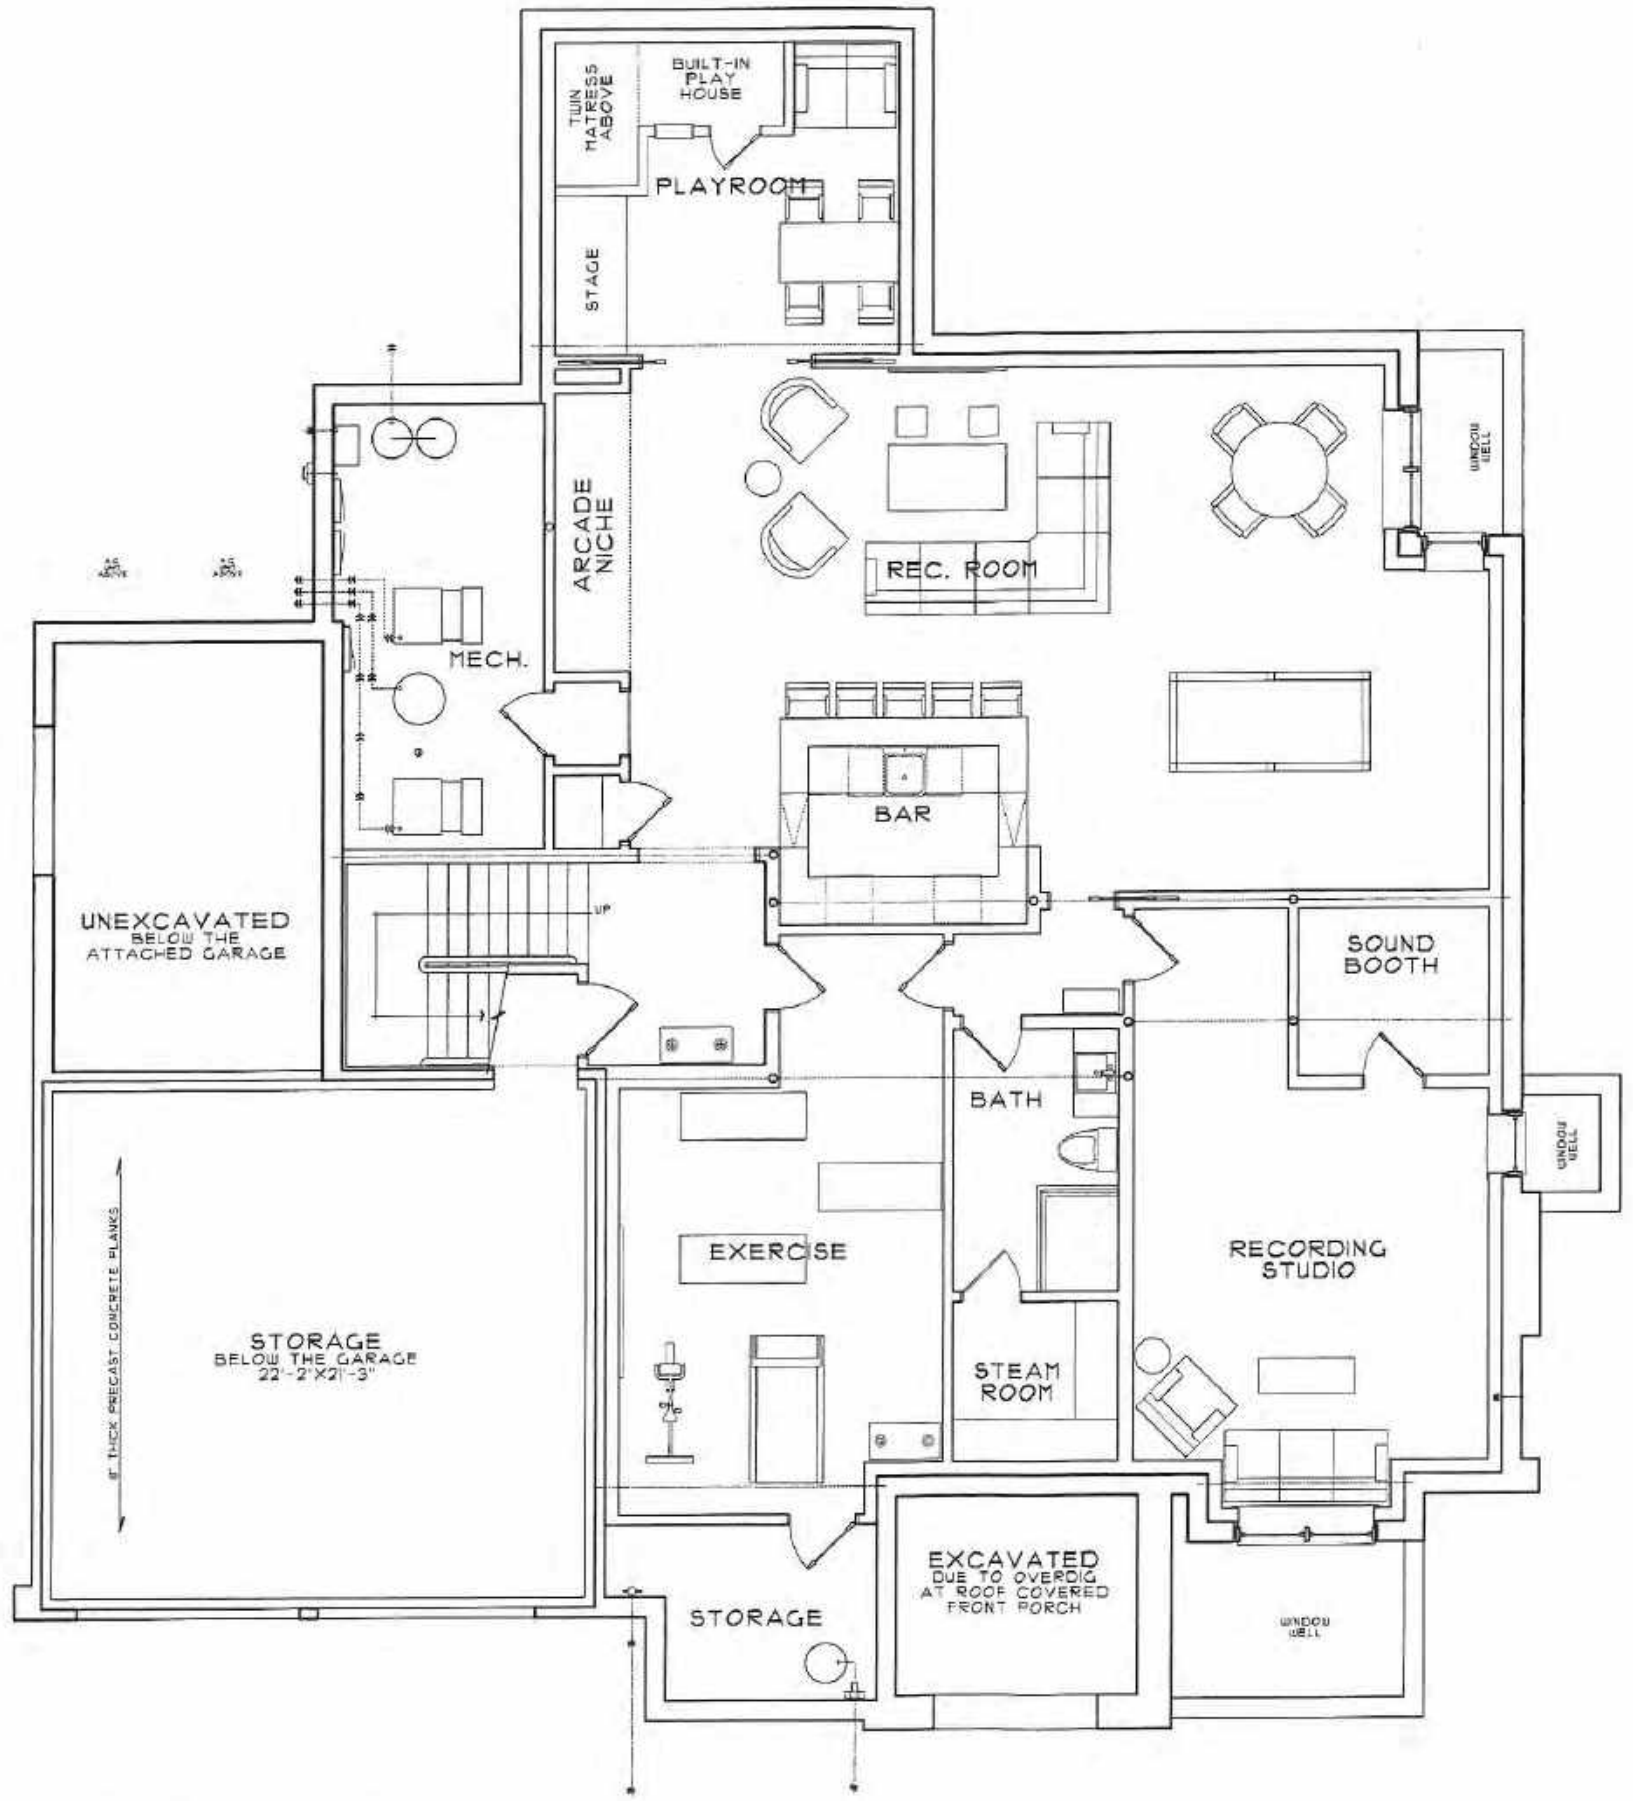 TWIN
MATRESS
ABOVE
BUILT-IN
PLAY
HOUSE
PLAYROOM
STAGE
ARCADE
NICHE
REC. ROOM
WINDOW
WELL
MECH.
BAR
UP
UNEXCAVATED
BELOW THE
ATTACHED GARAGE
SOUND
BOOTH
BATH
WINDOW
WELL
EXERCISE
RECORDING
STUDIO
8" THICK PRECAST CONCRETE PLANKS
STORAGE
BELOW THE GARAGE
22'-2"X21'-3"
STEAM
ROOM
EXCAVATED
DUE TO OVERDIG
AT ROOF COVERED
FRONT PORCH
STORAGE
WINDOW
WELL